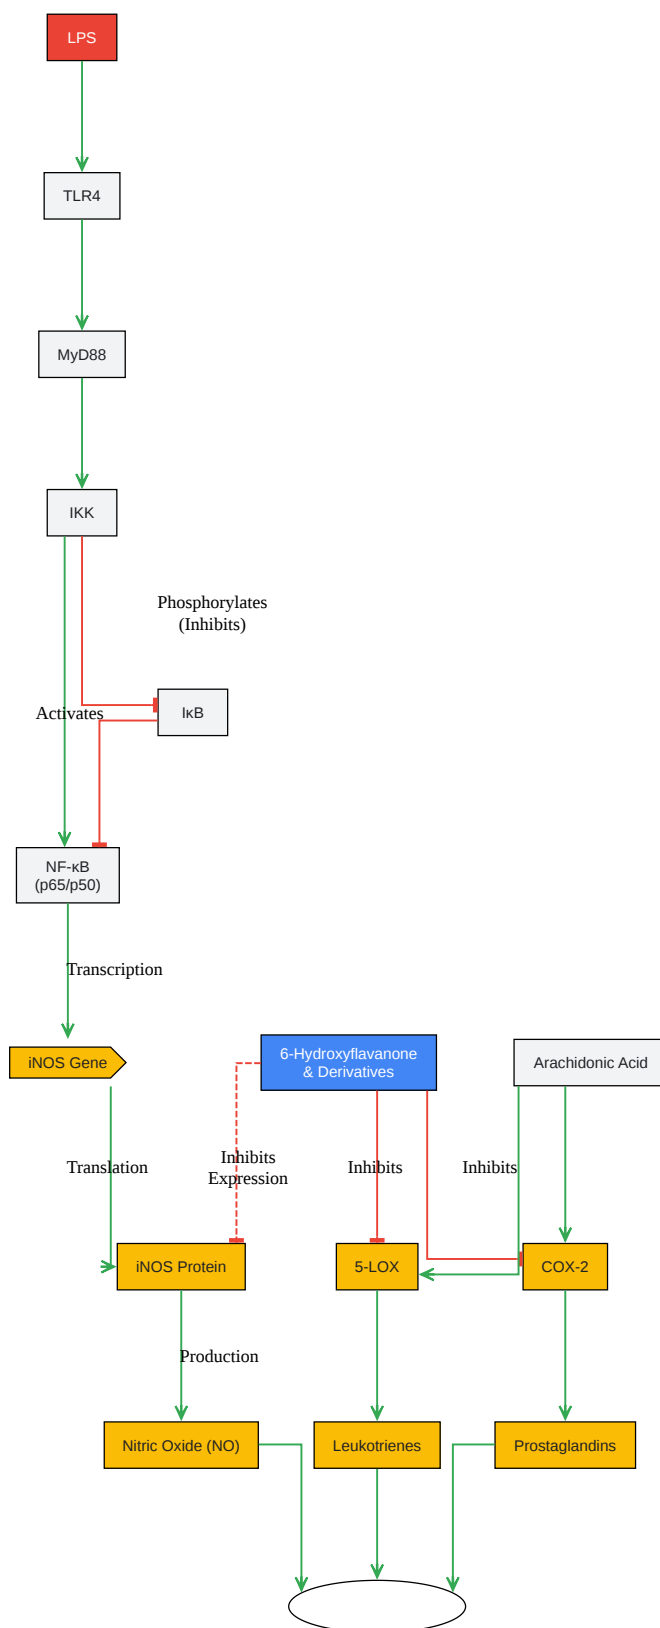 LPS
TLR4
MyD88
IKK
Phosphorylates
(Inhibits)
IκB
Activates
NF-κB
(p65/p50)
Transcription
iNOS Gene
6-Hydroxyflavanone
& Derivatives
Arachidonic Acid
Translation
Inhibits
Expression
Inhibits
Inhibits
iNOS Protein
5-LOX
COX-2
Production
Nitric Oxide (NO)
Leukotrienes
Prostaglandins